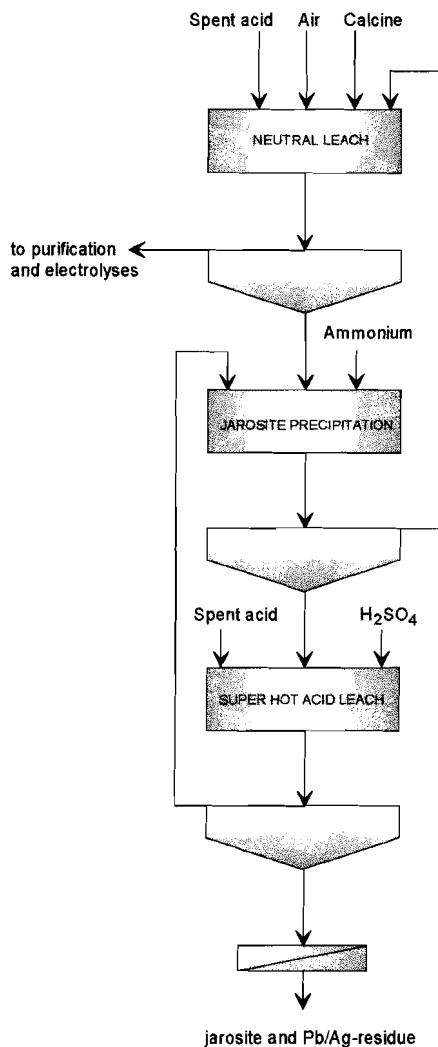 Spent acid Air Calcine
NEUTRAL LEACH
to purification
and electrolyses
Ammonium
JAROSITE PRECIPITATION
Spent acid H₂SO₄
SUPER HOT ACID LEACH
jarosite and Pb/Ag-residue